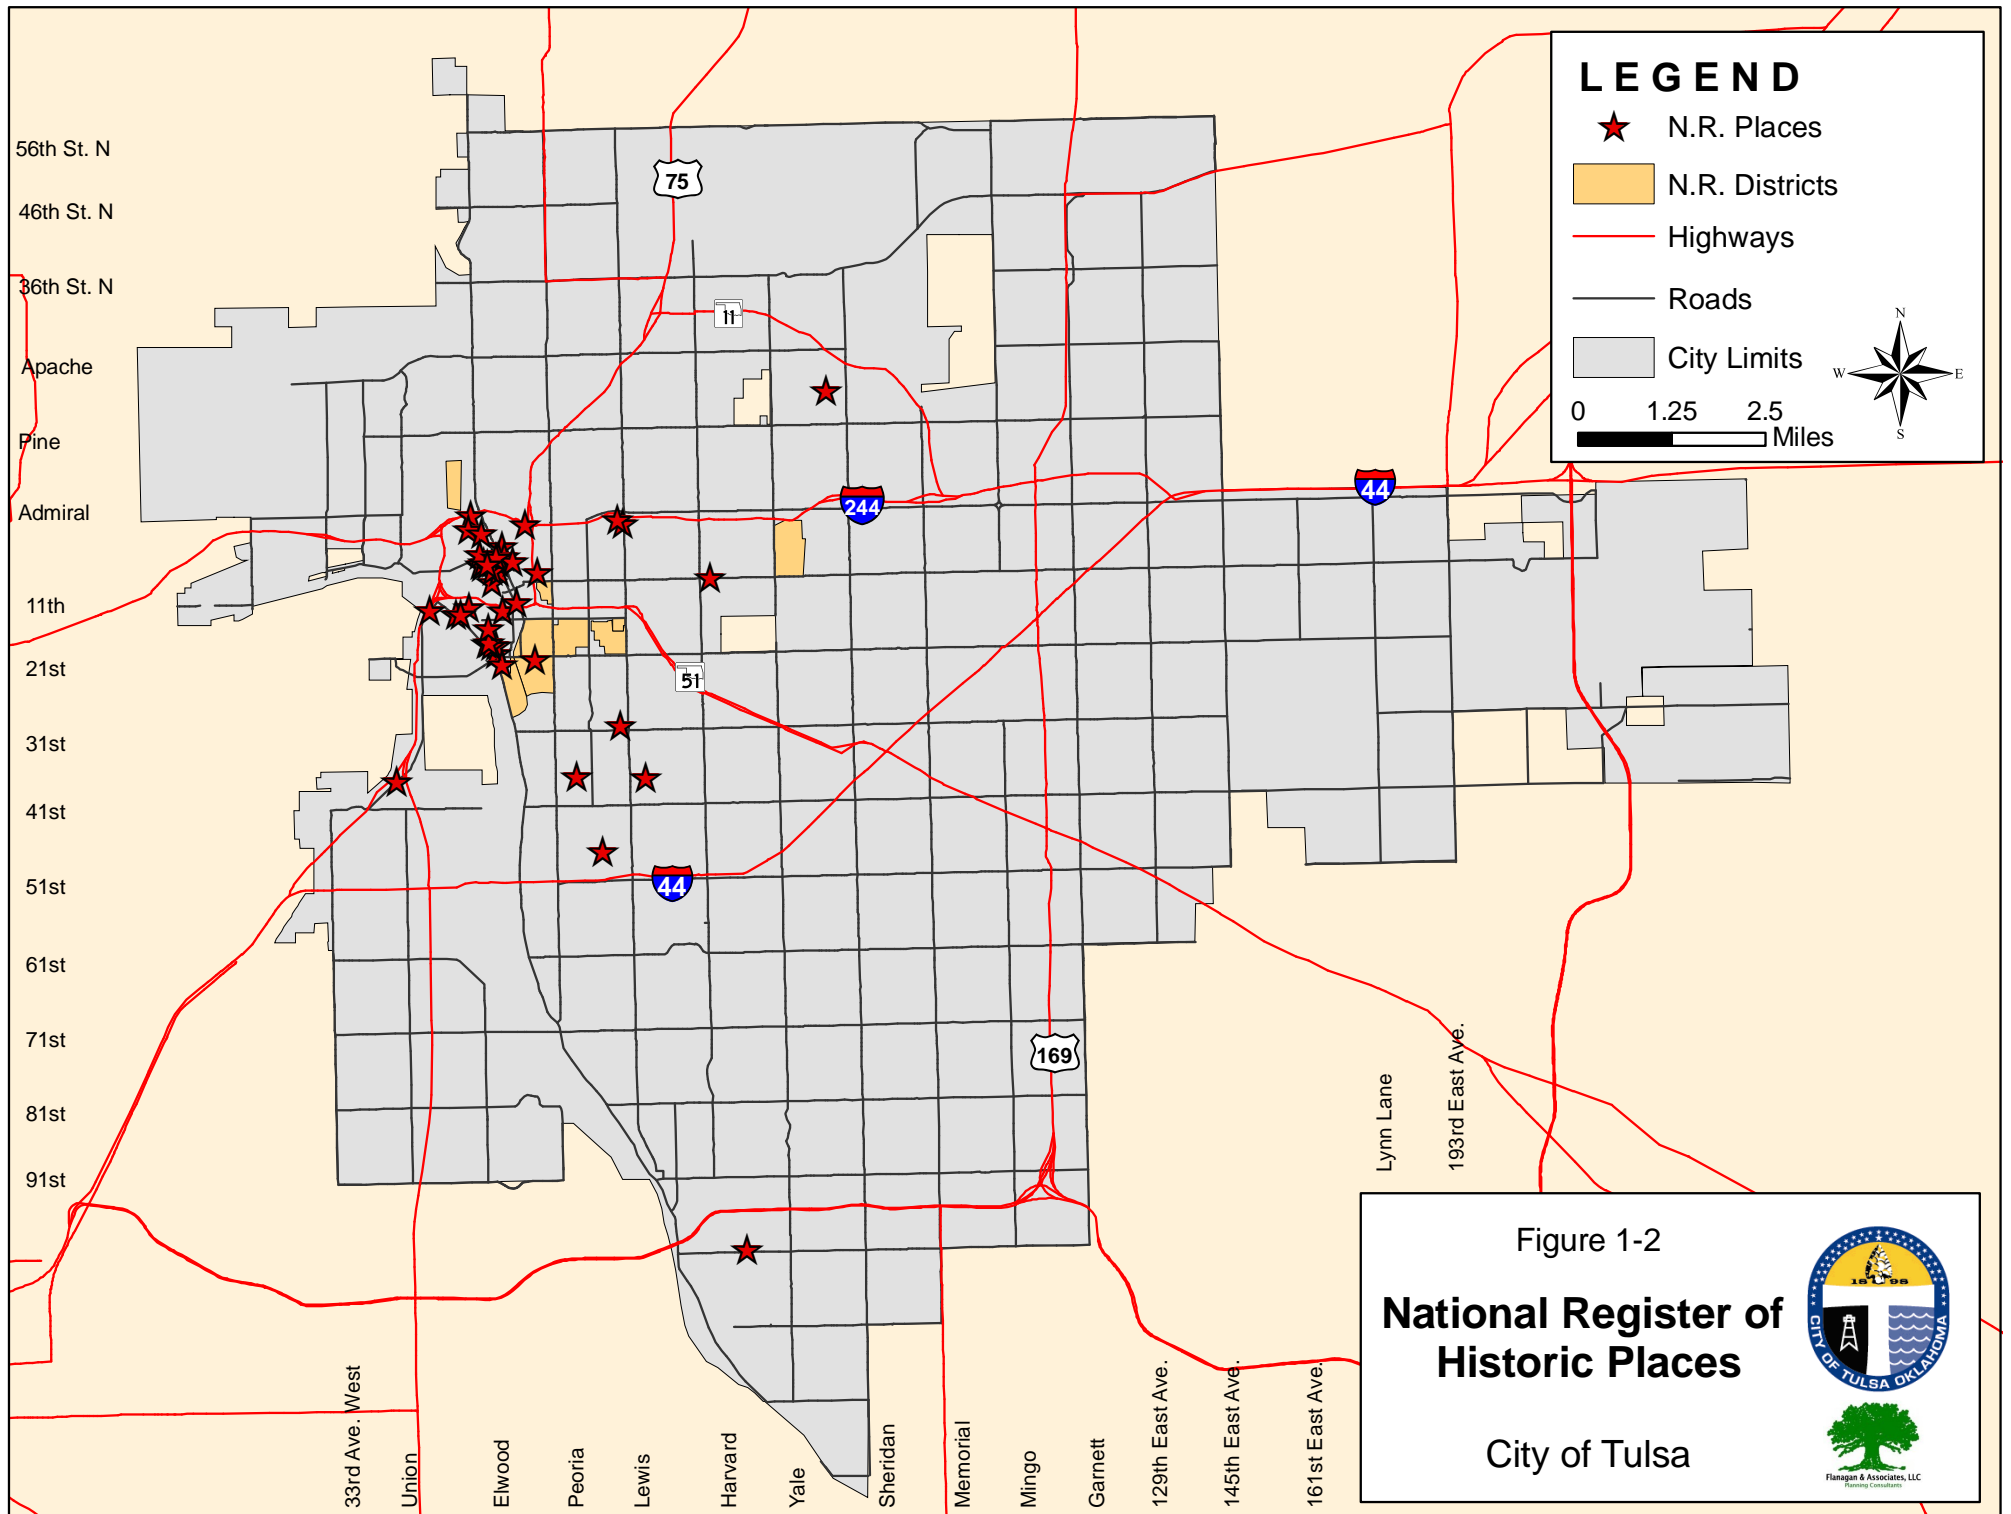 L E G E N D
N.R. Places
N.R. Districts
Highways
Roads
City Limits
0 1.25 2.5
Miles
N
W E
S
56th St. N
46th St. N
36th St. N
Apache
Pine
Admiral
11th
21st
31st
41st
51st
61st
71st
81st
91st
75
11
244
44
51
44
169
33rd Ave. West
Union
Elwood
Peoria
Lewis
Harvard
Yale
Sheridan
Memorial
Mingo
Garnett
129th East Ave.
145th East Ave.
161st East Ave.
Lynn Lane
193rd East Ave.
Figure 1-2
National Register of
Historic Places
City of Tulsa
18 98
CITY OF TULSA OKLAHOMA
Flanagan & Associates, LLC
Planning Consultants